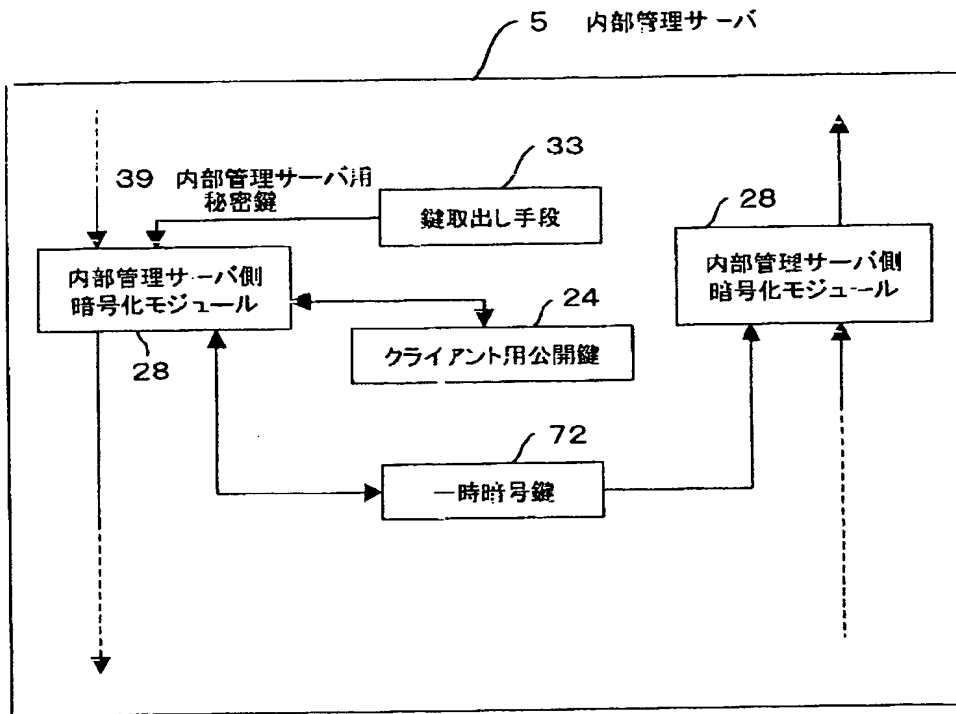 5 内部管理サーバ
39 内部管理サーバ用
秘密鍵
33
鍵取出し手段
28
内部管理サーバ側
暗号化モジュール
内部管理サーバ側
暗号化モジュール
28
24
クライアント用公開鍵
72
一時暗号鍵